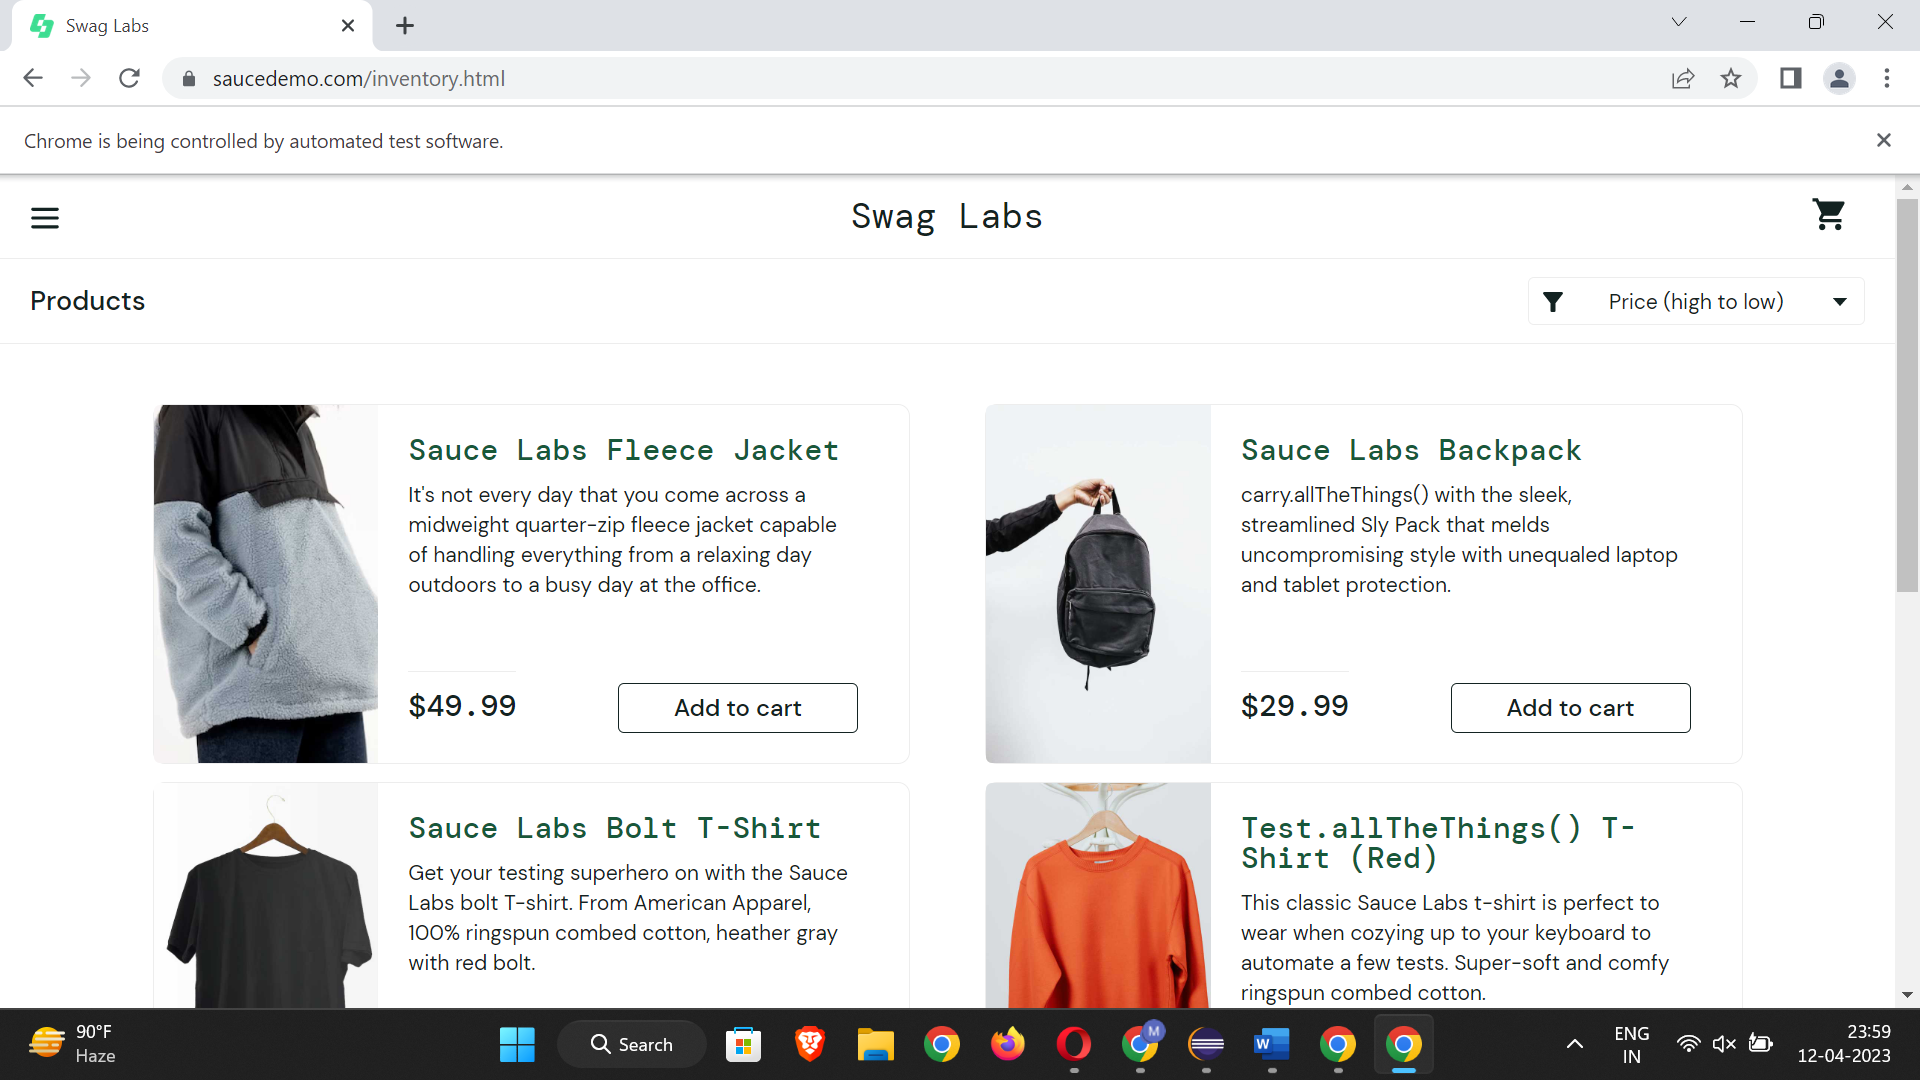 Swag Labs
saucedemo.com/inventory.html
Chrome is being controlled by automated test software.
Swag Labs
Products
Price (high to low)
Sauce Labs Fleece Jacket
It's not every day that you come across a
midweight quarter-zip fleece jacket capable
of handling everything from a relaxing day
outdoors to a busy day at the office.
$49.99
Add to cart
Sauce Labs Backpack
carry.allTheThings() with the sleek,
streamlined Sly Pack that melds
uncompromising style with unequaled laptop
and tablet protection.
$29.99
Add to cart
Sauce Labs Bolt T-Shirt
Get your testing superhero on with the Sauce
Labs bolt T-shirt. From American Apparel,
100% ringspun combed cotton, heather gray
with red bolt.
Test.allTheThings() T-
Shirt (Red)
This classic Sauce Labs t-shirt is perfect to
wear when cozying up to your keyboard to
automate a few tests. Super-soft and comfy
ringspun combed cotton.
90°F
Haze
Search
M
W
ENG
IN
23:59
12-04-2023